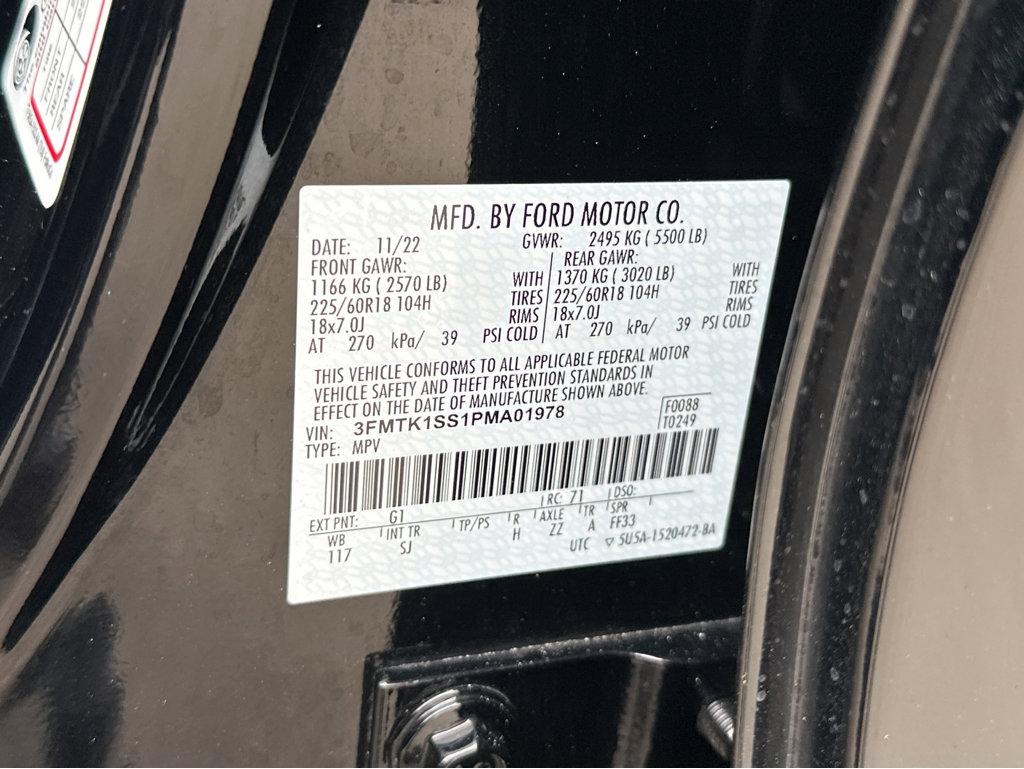 FRONT
REAR
SPARE
MFD. BY FORD MOTOR CO.
DATE: 11/22 GVWR: 2495 KG ( 5500 LB)
FRONT GAWR: REAR GAWR:
1166 KG ( 2570 LB) WITH 1370 KG ( 3020 LB) WITH
225/60R18 104H TIRES 225/60R18 104H TIRES
18x7.0J RIMS 18x7.0J RIMS
AT 270 kPa/ 39 PSI COLD AT 270 kPa/ 39 PSI COLD
THIS VEHICLE CONFORMS TO ALL APPLICABLE FEDERAL MOTOR
VEHICLE SAFETY AND THEFT PREVENTION STANDARDS IN
EFFECT ON THE DATE OF MANUFACTURE SHOWN ABOVE.
VIN: 3FMTK1SS1PMA01978 F0088
TYPE: MPV T0249
EXT PNT: G1 RC: 71 DSO:
WB INT TR TP/PS R AXLE TR SPR
117 SJ H ZZ A FF33
UTC ▽ 5U5A-1520472-BA